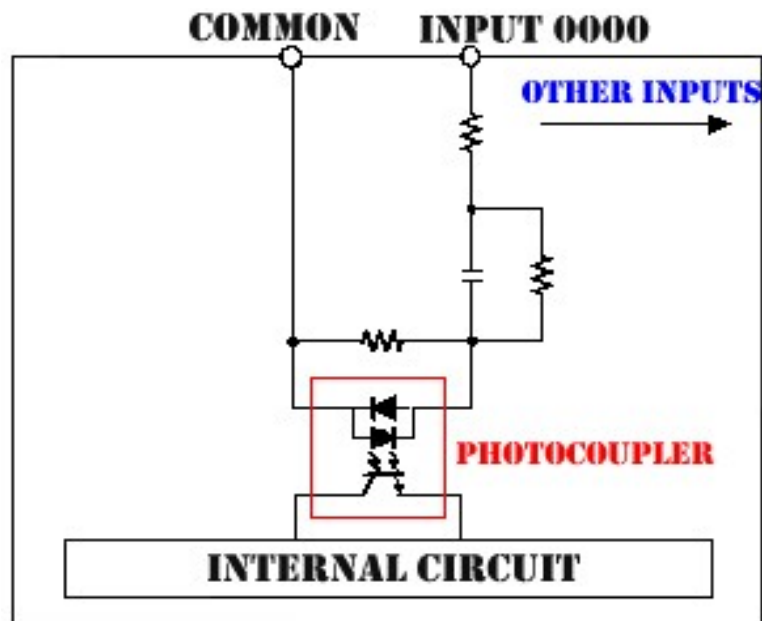 COMMON INPUT 0000
OTHER INPUTS
PHOTOCOUPLER
INTERNAL CIRCUIT